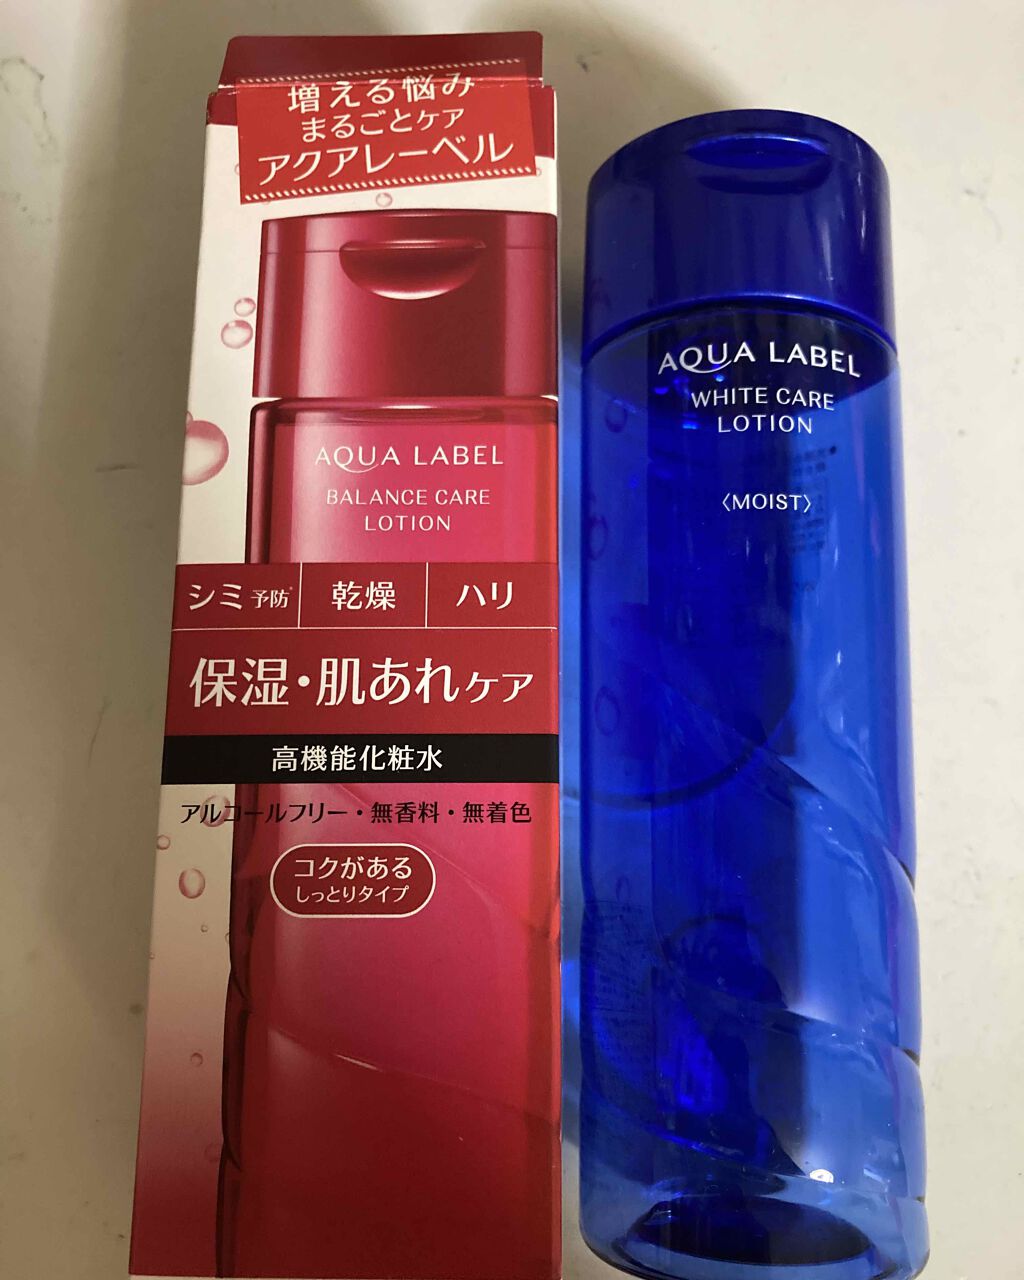 増える悩み
まるごとケア
アクアレーベル
AQUA LABEL
BALANCE CARE
LOTION
シミ予防* 乾燥 ハリ
保湿・肌あれケア
高機能化粧水
アルコールフリー・無香料・無着色
コクがある
しっとりタイプ
AQUA LABEL
WHITE CARE
LOTION
〈MOIST〉